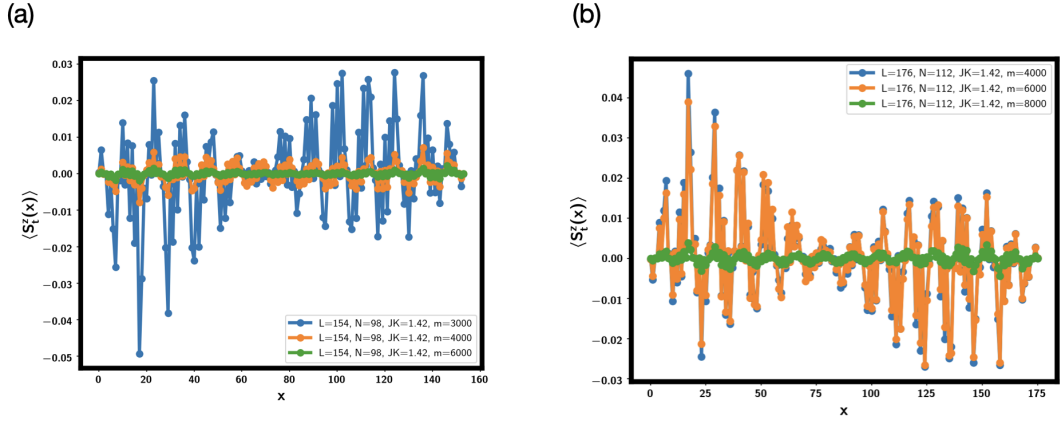 (a)
(b)
0.03
0.02
0.01
0.00
−0.01
−0.02
−0.03
−0.04
−0.05
⟨S_t^z(x)⟩
L=154, N=98, JK=1.42, m=3000
L=154, N=98, JK=1.42, m=4000
L=154, N=98, JK=1.42, m=6000
0 20 40 60 80 100 120 140 160
x
0.04
0.03
0.02
0.01
0.00
−0.01
−0.02
−0.03
⟨S_t^z(x)⟩
L=176, N=112, JK=1.42, m=4000
L=176, N=112, JK=1.42, m=6000
L=176, N=112, JK=1.42, m=8000
0 25 50 75 100 125 150 175
x